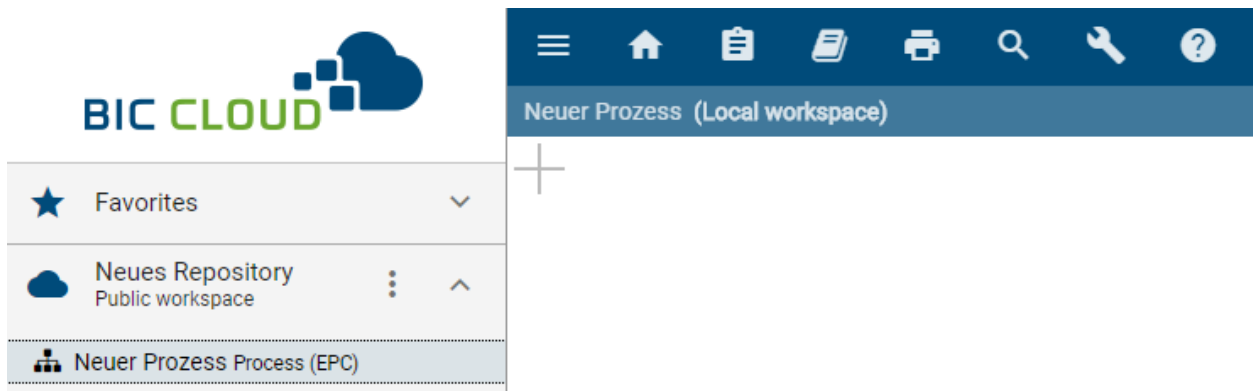 BIC CLOUD
Favorites
Neues Repository
Public workspace
Neuer Prozess Process (EPC)
Neuer Prozess (Local workspace)